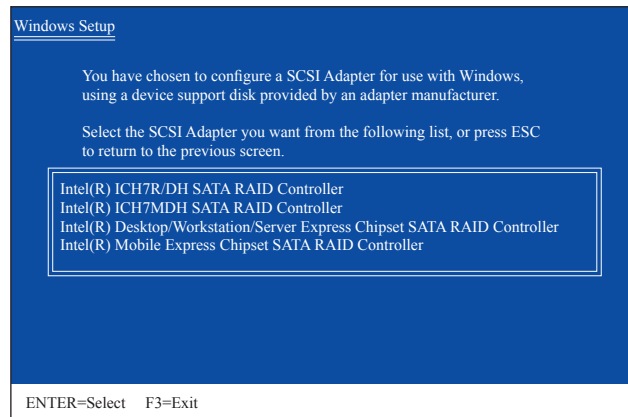 Windows Setup
You have chosen to configure a SCSI Adapter for use with Windows,
using a device support disk provided by an adapter manufacturer.
Select the SCSI Adapter you want from the following list, or press ESC
to return to the previous screen.
Intel(R) ICH7R/DH SATA RAID Controller
Intel(R) ICH7MDH SATA RAID Controller
Intel(R) Desktop/Workstation/Server Express Chipset SATA RAID Controller
Intel(R) Mobile Express Chipset SATA RAID Controller
ENTER=Select F3=Exit